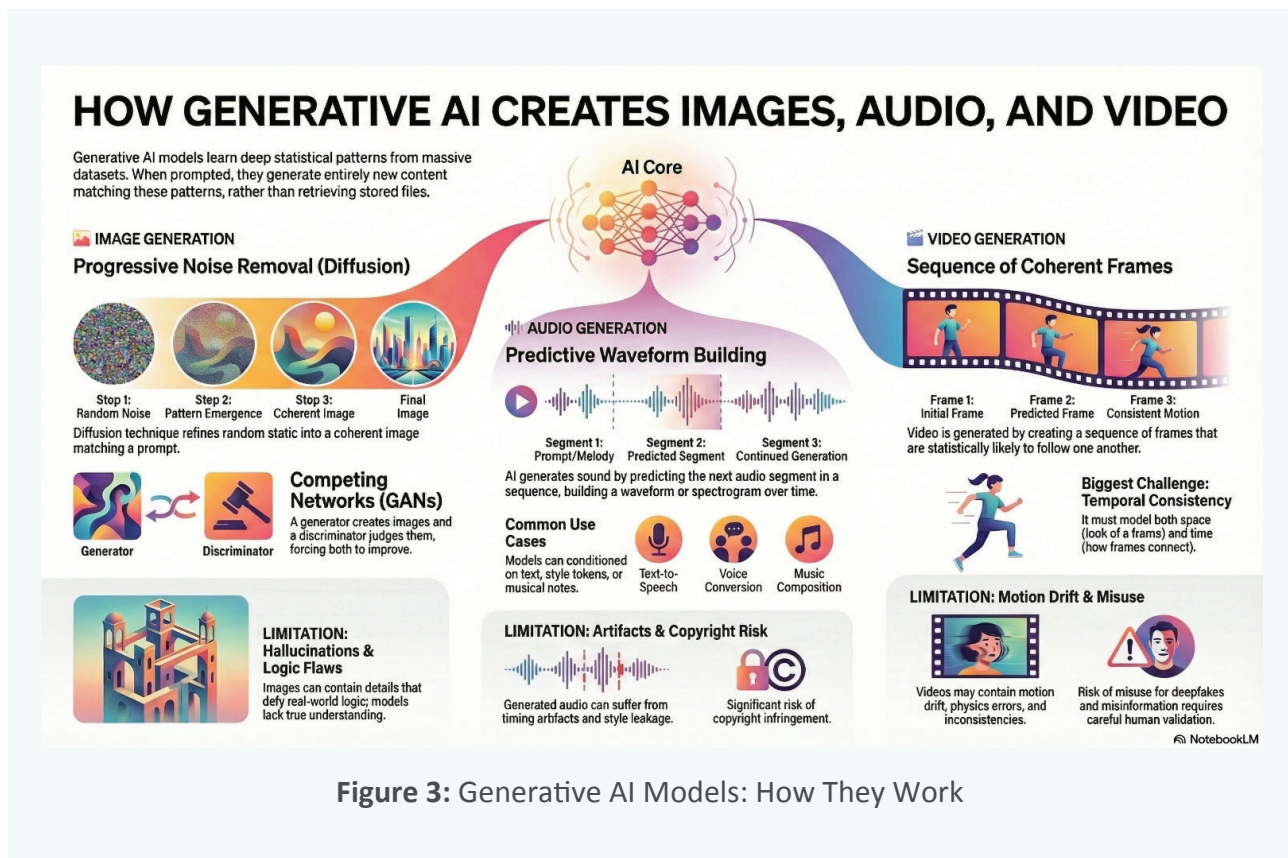 HOW GENERATIVE AI CREATES IMAGES, AUDIO, AND VIDEO
Generative AI models learn deep statistical patterns from massive
datasets. When prompted, they generate entirely new content
matching these patterns, rather than retrieving stored files.
AI Core
IMAGE GENERATION
Progressive Noise Removal (Diffusion)
Stop 1:
Random Noise
Step 2:
Pattern Emergence
Stop 3:
Coherent Image
Final
Image
Diffusion technique refines random static into a coherent image
matching a prompt.
Competing
Networks (GANs)
A generator creates images and
a discriminator judges them,
forcing both to improve.
Generator
Discriminator
LIMITATION:
Hallucinations &
Logic Flaws
Images can contain details that
defy real-world logic; models
lack true understanding.
AUDIO GENERATION
Predictive Waveform Building
Segment 1:
Prompt/Melody
Segment 2:
Predicted Segment
Segment 3:
Continued Generation
AI generates sound by predicting the next audio segment in a
sequence, building a waveform or spectrogram over time.
Common Use
Cases
Models can conditioned
on text, style tokens, or
musical notes.
Text-to-
Speech
Voice
Conversion
Music
Composition
LIMITATION: Artifacts & Copyright Risk
Generated audio can suffer from
timing arbfacts and style leakage.
C
Significant risk of
copyright infringement.
VIDEO GENERATION
Sequence of Coherent Frames
Frame 1:
Initial Frame
Frame 2:
Predicted Frame
Frame 3:
Consistent Motion
Video is generated by creating a sequence of frames that
are statistically likely to follow one another.
Biggest Challenge:
Temporal Consistency
It must model both space
(look of a frams) and time
(how frames connect).
LIMITATION: Motion Drift & Misuse
Videos may contain motion
drift, physics errors, and
inconsistencies.
!
Risk of misuse for deepfakes
and misinformation requires
careful human validation.
NotebookLM
Figure 3: Generative AI Models: How They Work